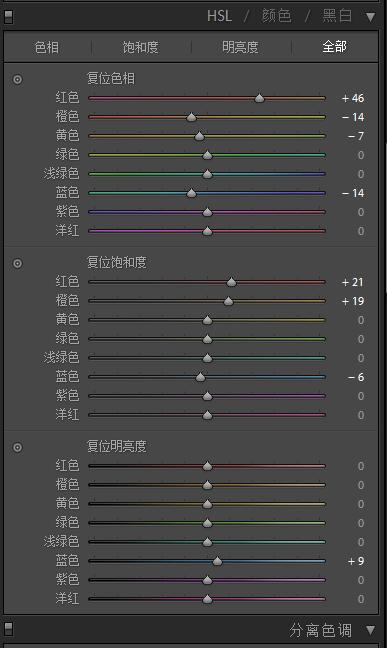 HSL / 颜色 / 黑白
色相 饱和度 明亮度 全部
复位色相
红色 + 46
橙色 − 14
黄色 − 7
绿色 0
浅绿色 0
蓝色 − 14
紫色 0
洋红 0
复位饱和度
红色 + 21
橙色 + 19
黄色 0
绿色 0
浅绿色 0
蓝色 − 6
紫色 0
洋红 0
复位明亮度
红色 0
橙色 0
黄色 0
绿色 0
浅绿色 0
蓝色 + 9
紫色 0
洋红 0
分离色调